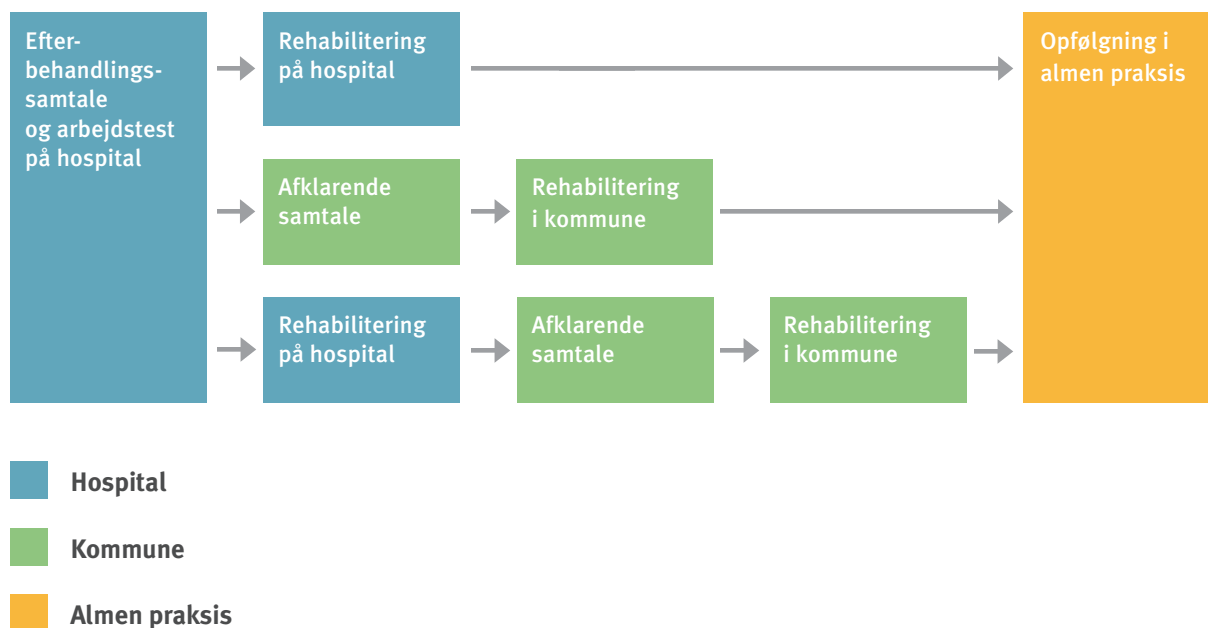 Efter-
behandlings-
samtale
og arbejdstest
på hospital
Rehabilitering
på hospital
Opfølgning i
almen praksis
Afklarende
samtale
Rehabilitering
i kommune
Rehabilitering
på hospital
Afklarende
samtale
Rehabilitering
i kommune
Hospital
Kommune
Almen praksis